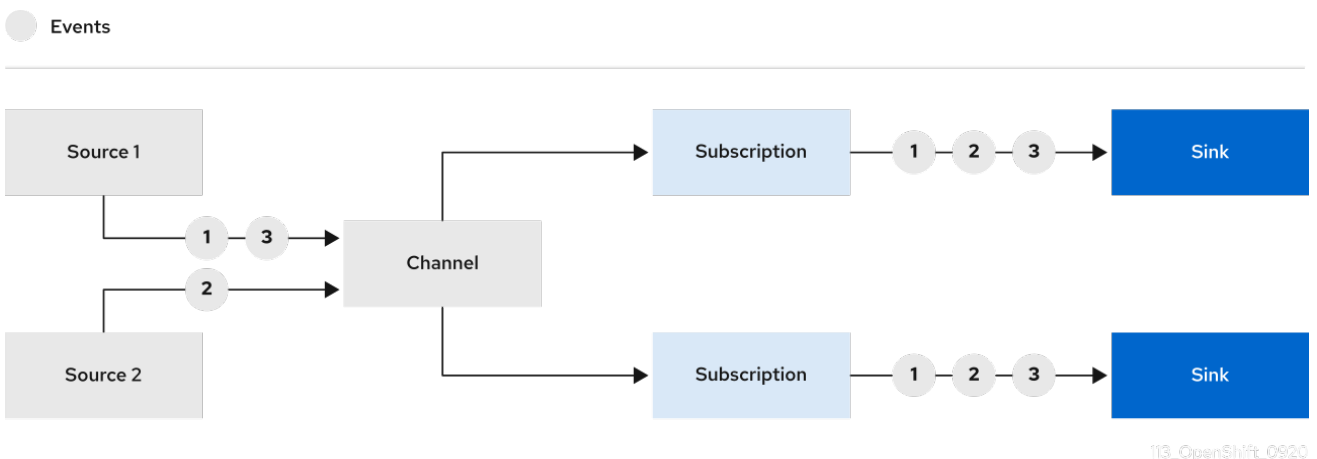 Events
Source 1
Subscription
1 2 3
Sink
1 3
Channel
2
Source 2
Subscription
1 2 3
Sink
113_OpenShift_0920